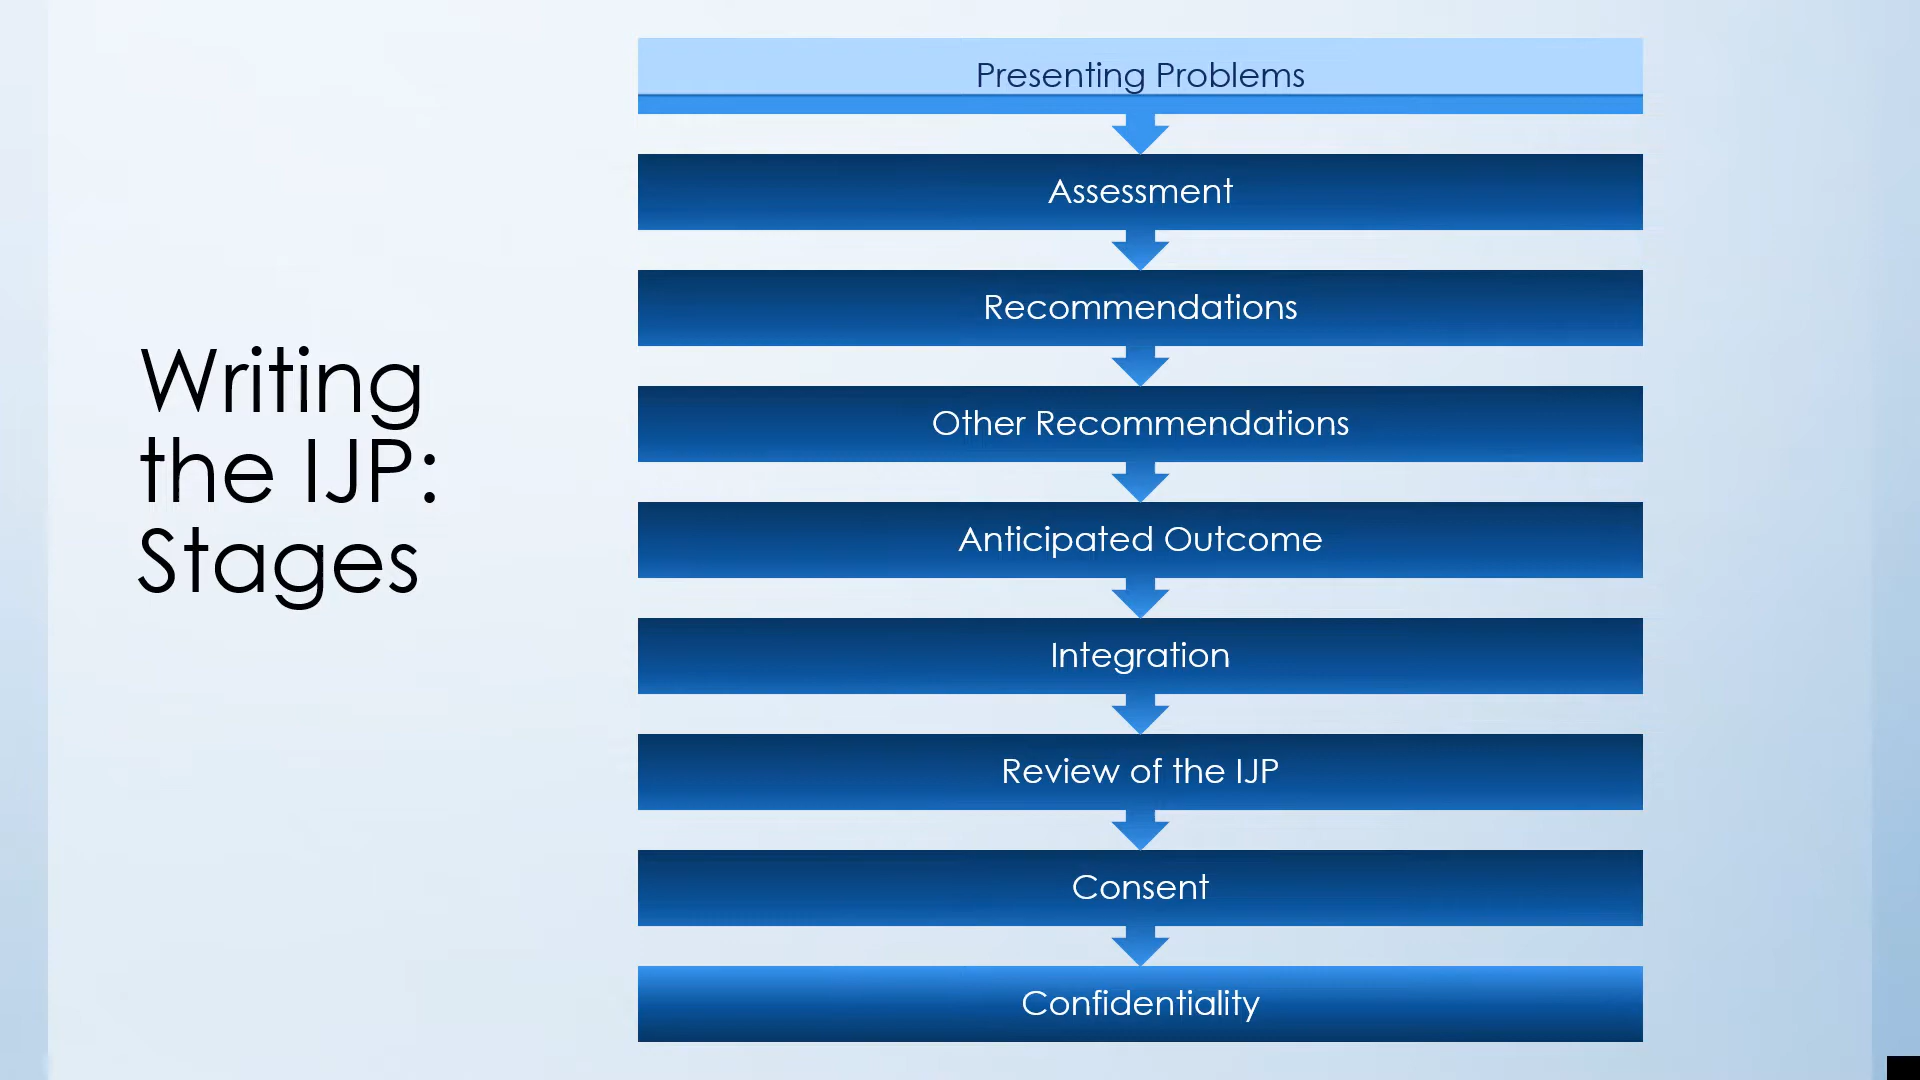 Writing
the IJP:
Stages
Presenting Problems
Assessment
Recommendations
Other Recommendations
Anticipated Outcome
Integration
Review of the IJP
Consent
Confidentiality